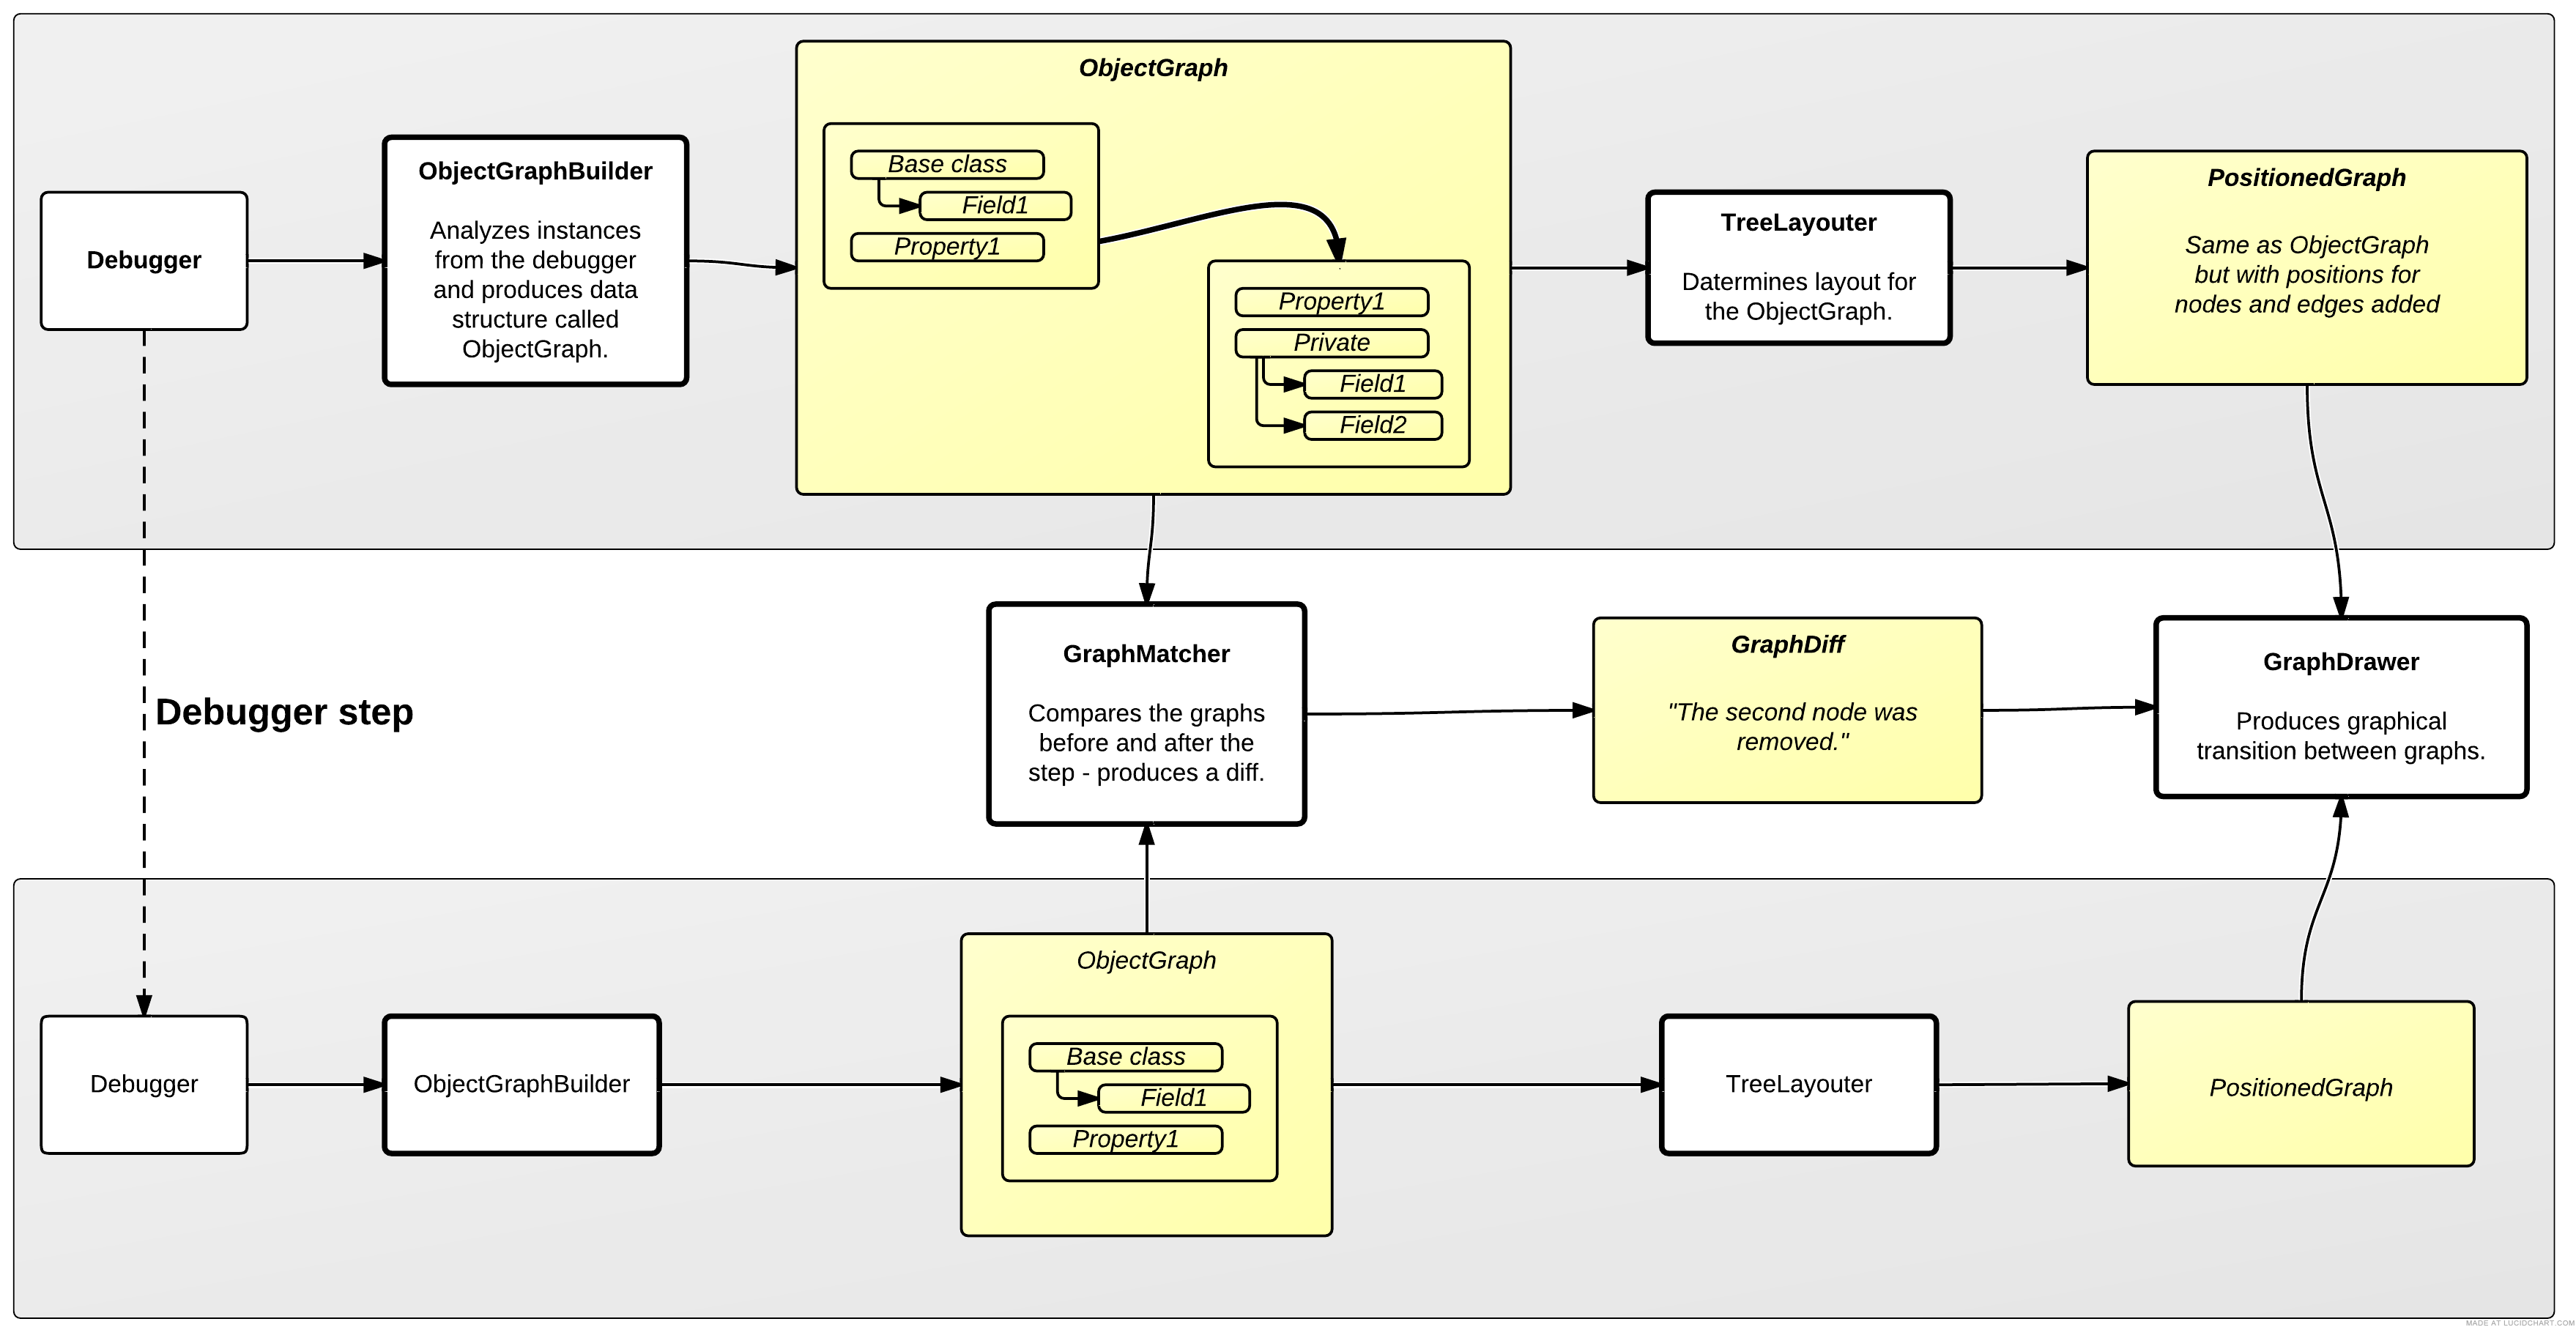 ObjectGraph
Base class
Field1
Property1
Property1
Private
Field1
Field2
Debugger
ObjectGraphBuilder
Analyzes instances
from the debugger
and produces data
structure called
ObjectGraph.
TreeLayouter
Datermines layout for
the ObjectGraph.
PositionedGraph
Same as ObjectGraph
but with positions for
nodes and edges added
Debugger step
GraphMatcher
Compares the graphs
before and after the
step - produces a diff.
GraphDiff
"The second node was
removed."
GraphDrawer
Produces graphical
transition between graphs.
Debugger
ObjectGraphBuilder
ObjectGraph
Base class
Field1
Property1
TreeLayouter
PositionedGraph
MADE AT LUCIDCHART.COM